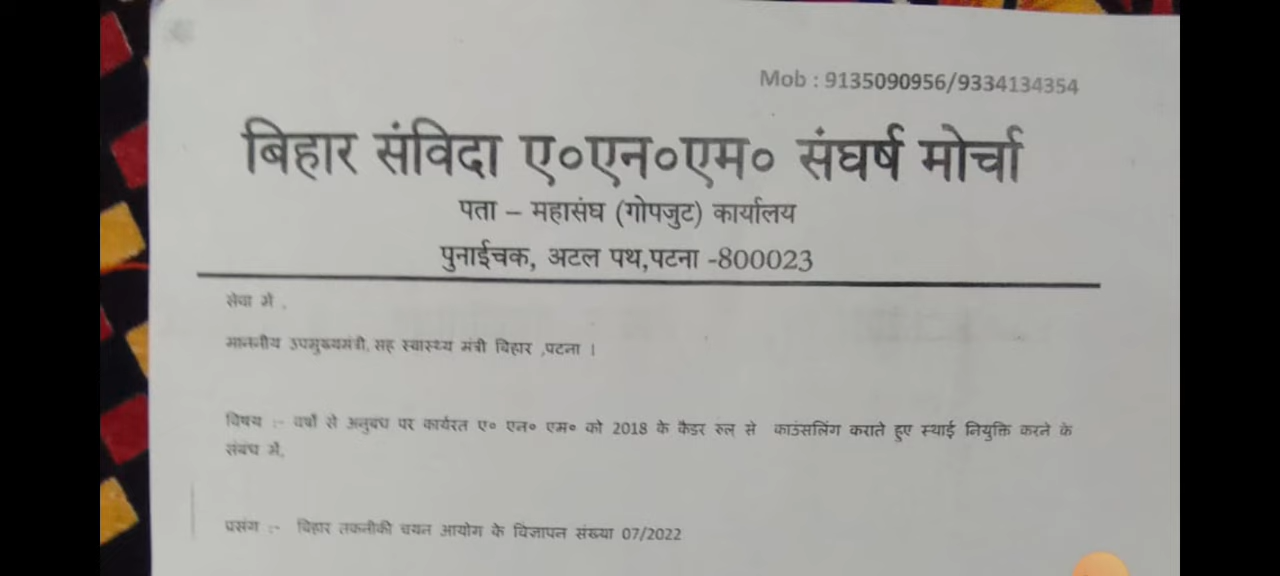 Mob : 9135090956/9334134354
बिहार संविदा ए०एन०एम० संघर्ष मोर्चा
पता – महासंघ (गोपजुट) कार्यालय
पुनाईचक, अटल पथ,पटना -800023
सेवा में ,
माननीय उपमुख्यमंत्री, सह स्वास्थ्य मंत्री बिहार ,पटना ।
विषय :- वर्षो से अनुबंध पर कार्यरत ए० एन० एम० को 2018 के कैडर रुल से काउंसलिंग कराते हुए स्थाई नियुक्ति करने के
संबंध में,
प्रसंग :- बिहार तकनीकी चयन आयोग के विज्ञापन संख्या 07/2022